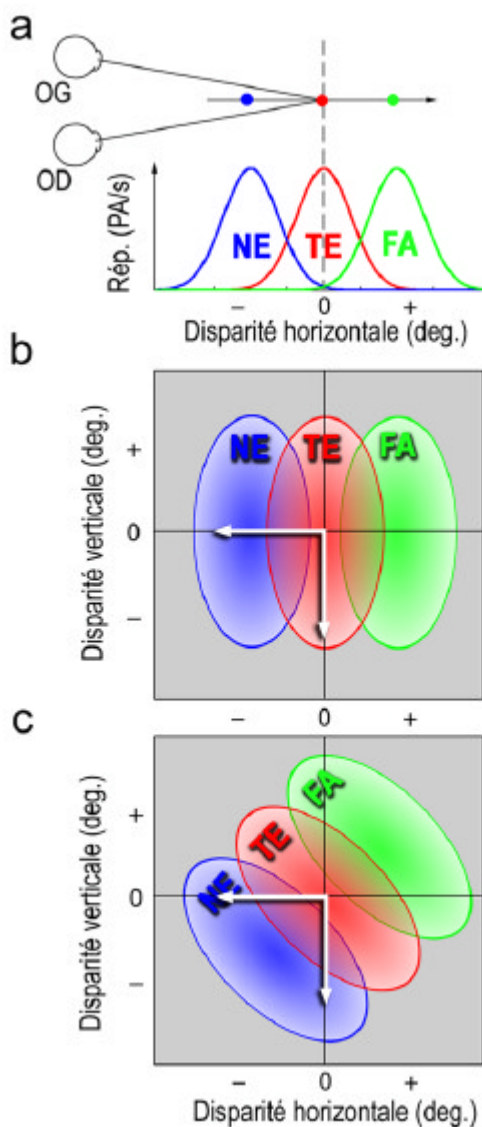 a
OG
OD
Rép. (PA/s)
NE TE FA
– 0 +
Disparité horizontale (deg.)
b
Disparité verticale (deg.)
+
0
–
NE TE FA
– 0 +
c
Disparité verticale (deg.)
+
0
–
FA
TE
NE
– 0 +
Disparité horizontale (deg.)